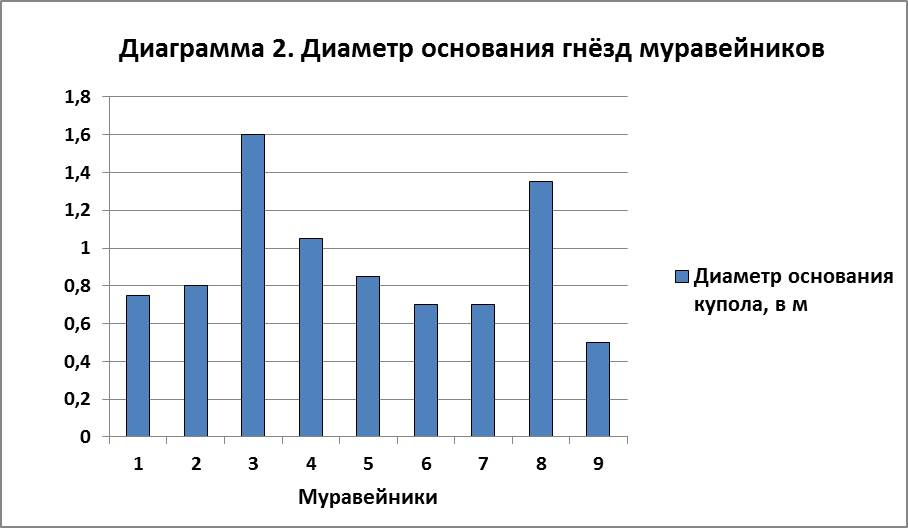 Диаграмма 2. Диаметр основания гнёзд муравейников
1,8
1,6
1,4
1,2
1
0,8
0,6
0,4
0,2
0
1 2 3 4 5 6 7 8 9
Муравейники
Диаметр основания
купола, в м